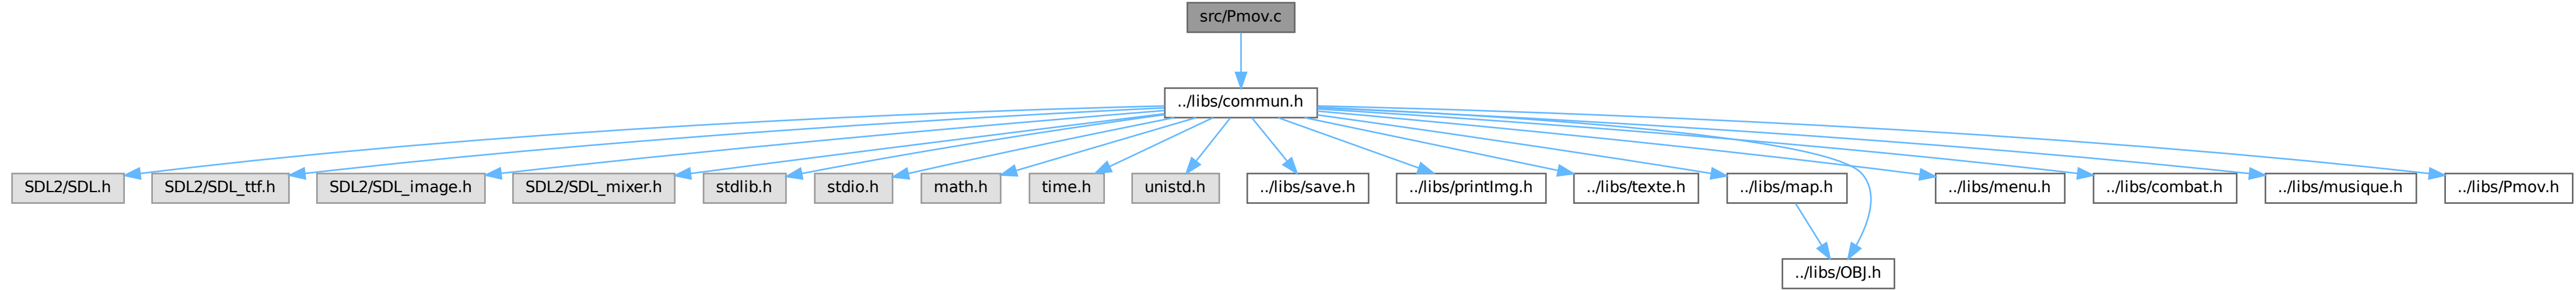 src/Pmov.c
../libs/commun.h
SDL2/SDL.h
SDL2/SDL_ttf.h
SDL2/SDL_image.h
SDL2/SDL_mixer.h
stdlib.h
stdio.h
math.h
time.h
unistd.h
../libs/save.h
../libs/printImg.h
../libs/texte.h
../libs/map.h
../libs/menu.h
../libs/combat.h
../libs/musique.h
../libs/Pmov.h
../libs/OBJ.h